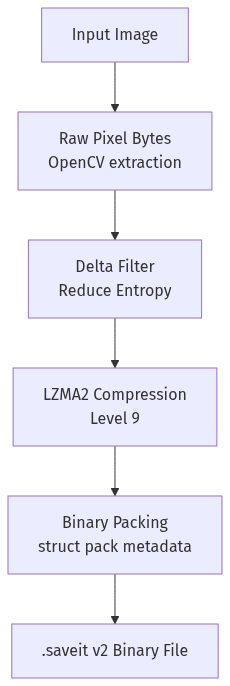 Input Image
Raw Pixel Bytes
OpenCV extraction
Delta Filter
Reduce Entropy
LZMA2 Compression
Level 9
Binary Packing
struct pack metadata
.saveit v2 Binary File